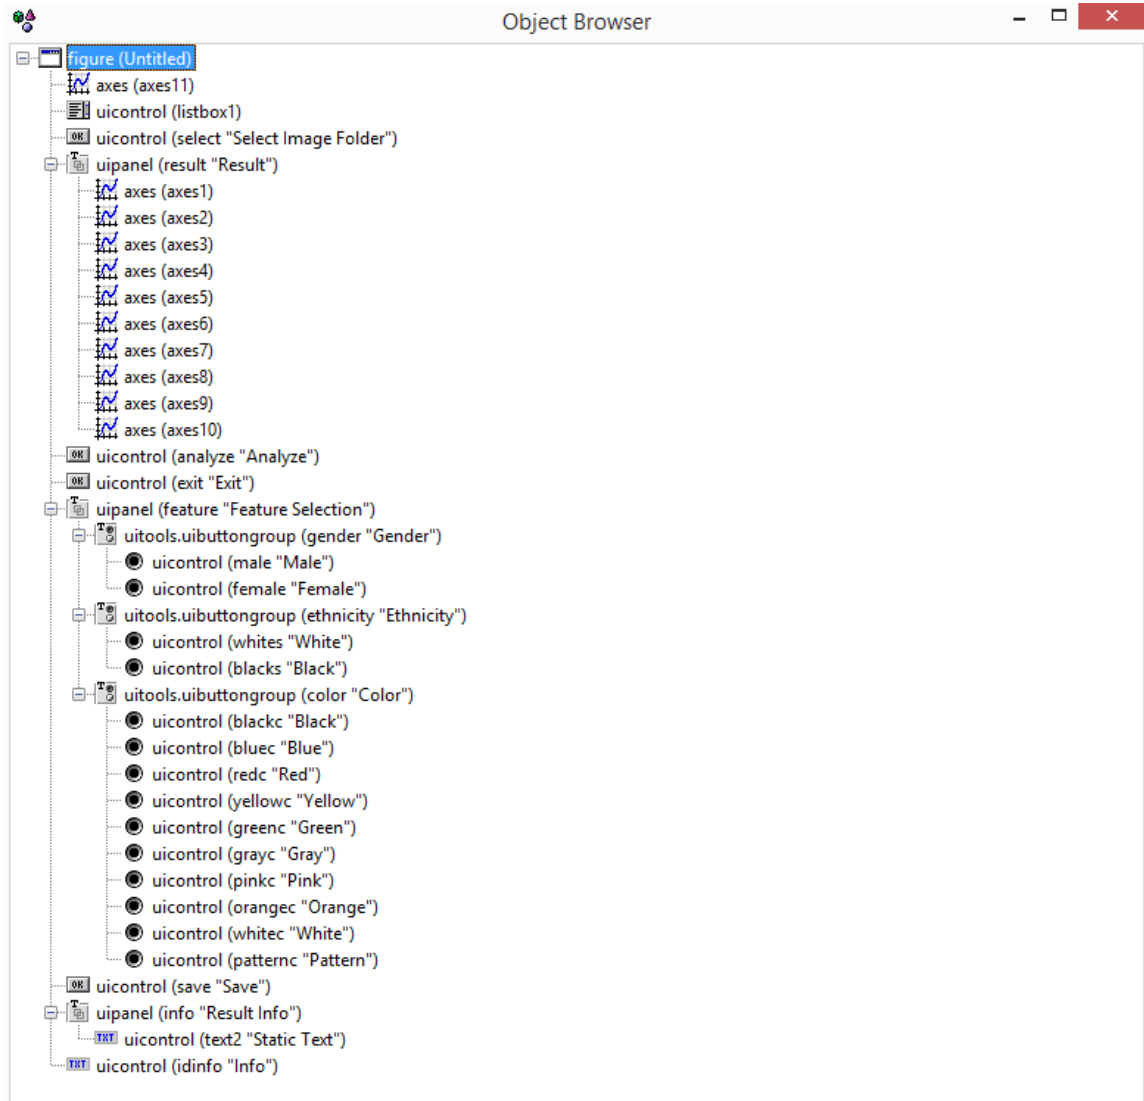 Object Browser
figure (Untitled)
axes (axes11)
uicontrol (listbox1)
OK uicontrol (select "Select Image Folder")
uipanel (result "Result")
axes (axes1)
axes (axes2)
axes (axes3)
axes (axes4)
axes (axes5)
axes (axes6)
axes (axes7)
axes (axes8)
axes (axes9)
axes (axes10)
OK uicontrol (analyze "Analyze")
OK uicontrol (exit "Exit")
uipanel (feature "Feature Selection")
uitools.uibuttongroup (gender "Gender")
uicontrol (male "Male")
uicontrol (female "Female")
uitools.uibuttongroup (ethnicity "Ethnicity")
uicontrol (whites "White")
uicontrol (blacks "Black")
uitools.uibuttongroup (color "Color")
uicontrol (blackc "Black")
uicontrol (bluec "Blue")
uicontrol (redc "Red")
uicontrol (yellowc "Yellow")
uicontrol (greenc "Green")
uicontrol (grayc "Gray")
uicontrol (pinkc "Pink")
uicontrol (orangec "Orange")
uicontrol (whitec "White")
uicontrol (patternc "Pattern")
OK uicontrol (save "Save")
uipanel (info "Result Info")
TXT uicontrol (text2 "Static Text")
TXT uicontrol (idinfo "Info")